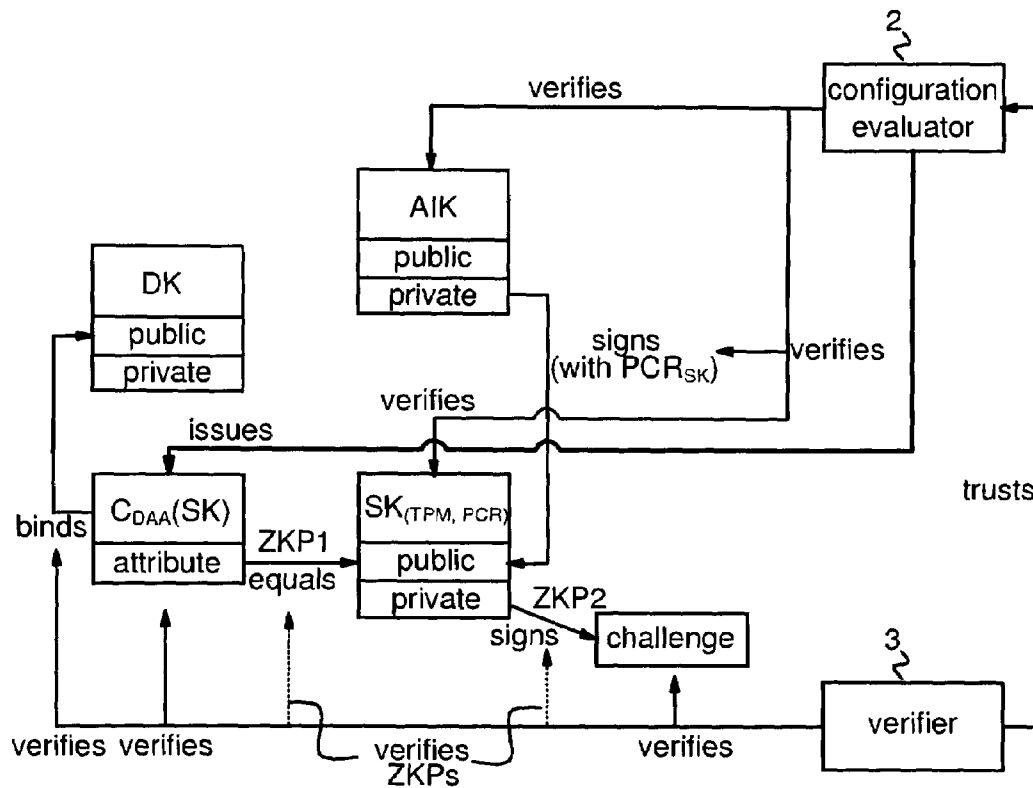 2
verifies
configuration
evaluator
AIK
public
private
DK
public
private
signs
(with PCR_SK)
verifies
verifies
issues
trusts
C_DAA(SK)
attribute
binds
ZKP1
equals
SK_(TPM, PCR)
public
private
ZKP2
signs
challenge
3
verifier
verifies
verifies
verifies
ZKPs
verifies